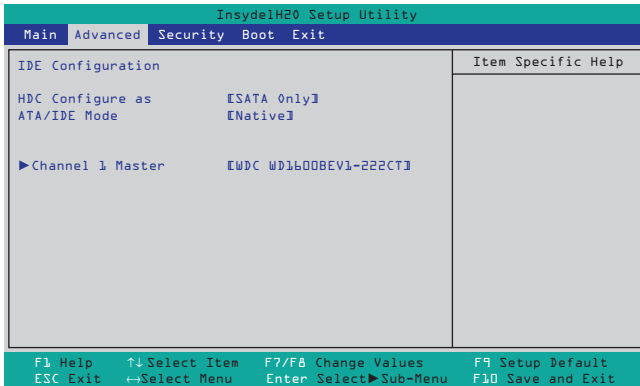 InsydelH20 Setup Utility
Main Advanced Security Boot Exit
IDE Configuration
Item Specific Help
HDC Configure as [SATA Only]
ATA/IDE Mode [Native]
►Channel 1 Master [WDC WD1600BEV1-222CT]
F1 Help ↑↓Select Item F7/F8 Change Values F9 Setup Default
ESC Exit ↔Select Menu Enter Select►Sub-Menu F10 Save and Exit